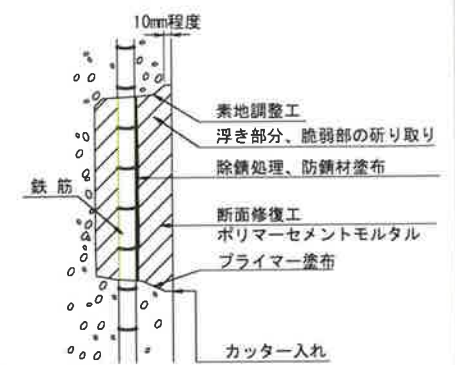 10mm程度
素地調整工
浮き部分、脆弱部の斫り取り
除錆処理、防錆材塗布
鉄筋
断面修復工
ポリマーセメントモルタル
プライマー塗布
カッター入れ